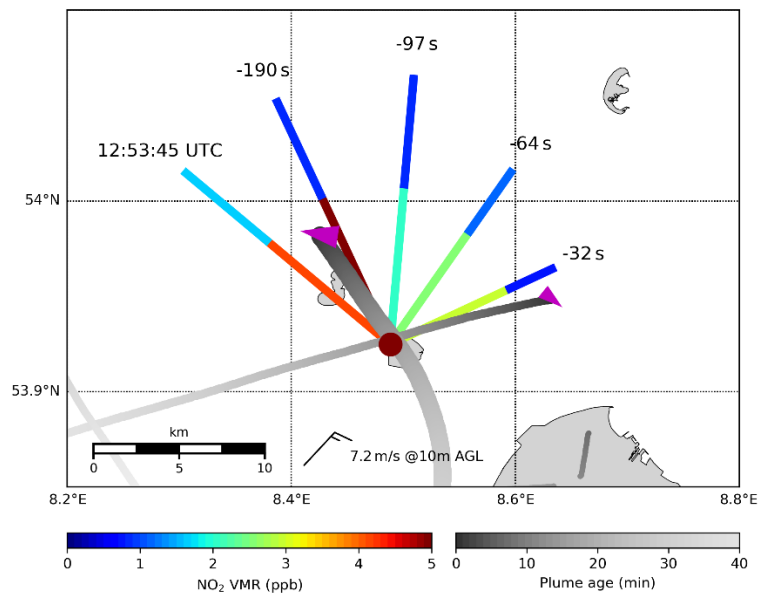 -97 s
-190 s
12:53:45 UTC
-64 s
54°N
-32 s
53.9°N
km
0 5 10
7.2 m/s @10m AGL
8.2°E 8.4°E 8.6°E 8.8°E
0 1 2 3 4 5
NO₂ VMR (ppb)
0 10 20 30 40
Plume age (min)